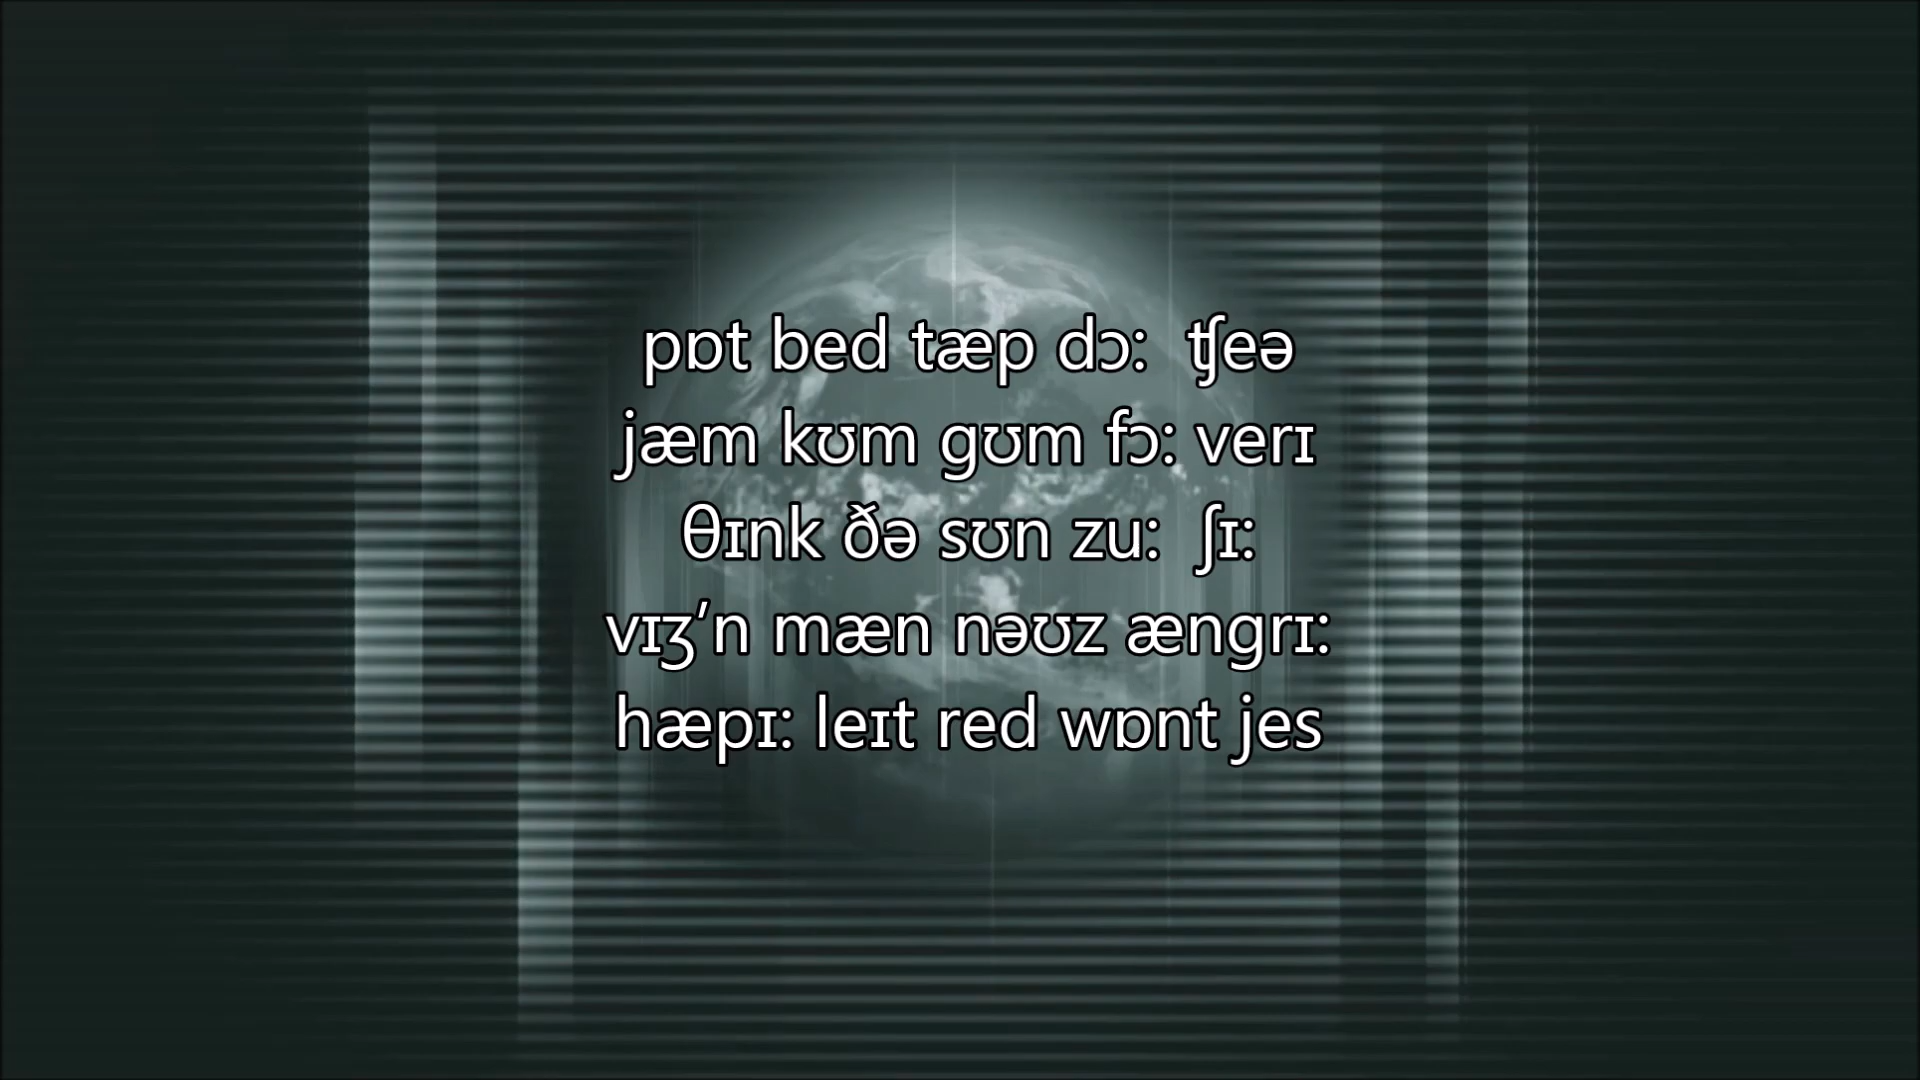 pɒt bed tæp dɔ: ʧeə
jæm kʊm gʊm fɔ: verɪ
θɪnk ðə sʊn zu: ʃɪ:
vɪʒ’n mæn nəʊz ængrɪ:
hæpɪ: leɪt red wɒnt jes